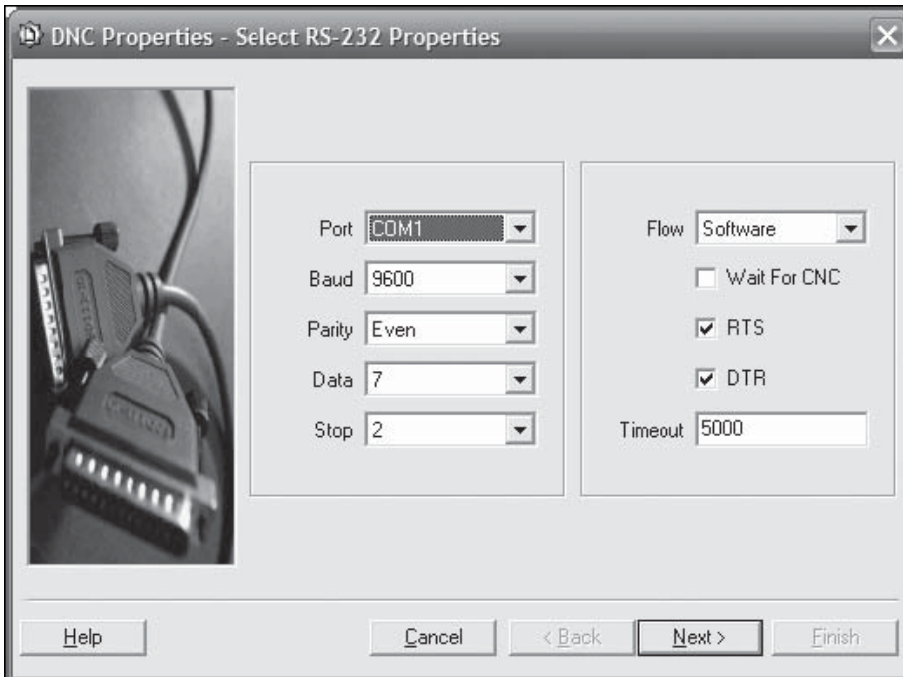 DNC Properties - Select RS-232 Properties
Port COM1
Baud 9600
Parity Even
Data 7
Stop 2
Flow Software
Wait For CNC
RTS
DTR
Timeout 5000
Help
Cancel
< Back
Next >
Finish